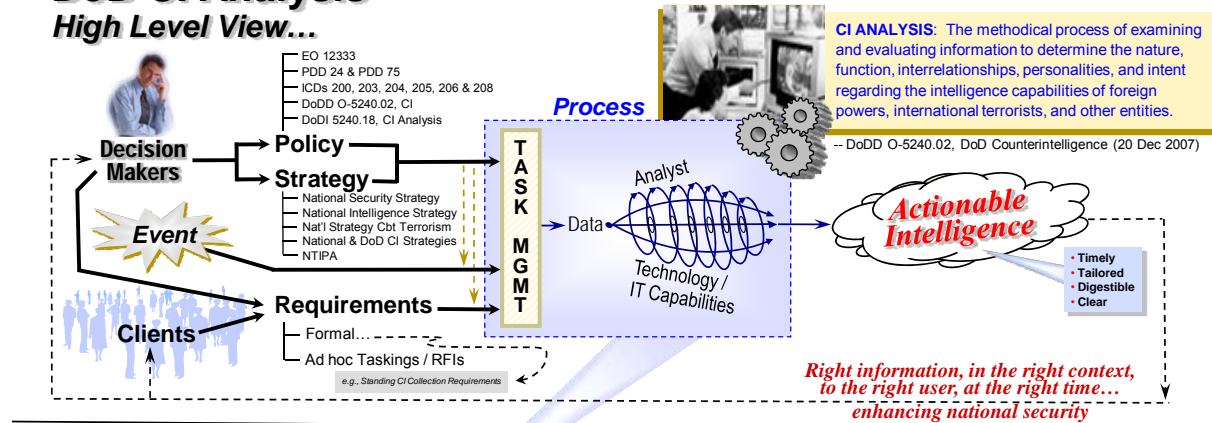 DoD CI Analysis
High Level View…
EO 12333
PDD 24 & PDD 75
ICDs 200, 203, 204, 205, 206 & 208
DoDD O-5240.02, CI
DoDI 5240.18, CI Analysis
CI ANALYSIS: The methodical process of examining
and evaluating information to determine the nature,
function, interrelationships, personalities, and intent
regarding the intelligence capabilities of foreign
powers, international terrorists, and other entities.
-- DoDD O-5240.02, DoD Counterintelligence (20 Dec 2007)
Process
Decision
Makers
Policy
Strategy
National Security Strategy
National Intelligence Strategy
Nat'l Strategy Cbt Terrorism
National & DoD CI Strategies
NTIPA
Event
TASK MGMT
Data
Analyst
Technology /
IT Capabilities
Actionable
Intelligence
• Timely
• Tailored
• Digestible
• Clear
Clients
Requirements
Formal…
Ad hoc Taskings / RFIs
e.g., Standing CI Collection Requirements
Right information, in the right context,
to the right user, at the right time…
enhancing national security